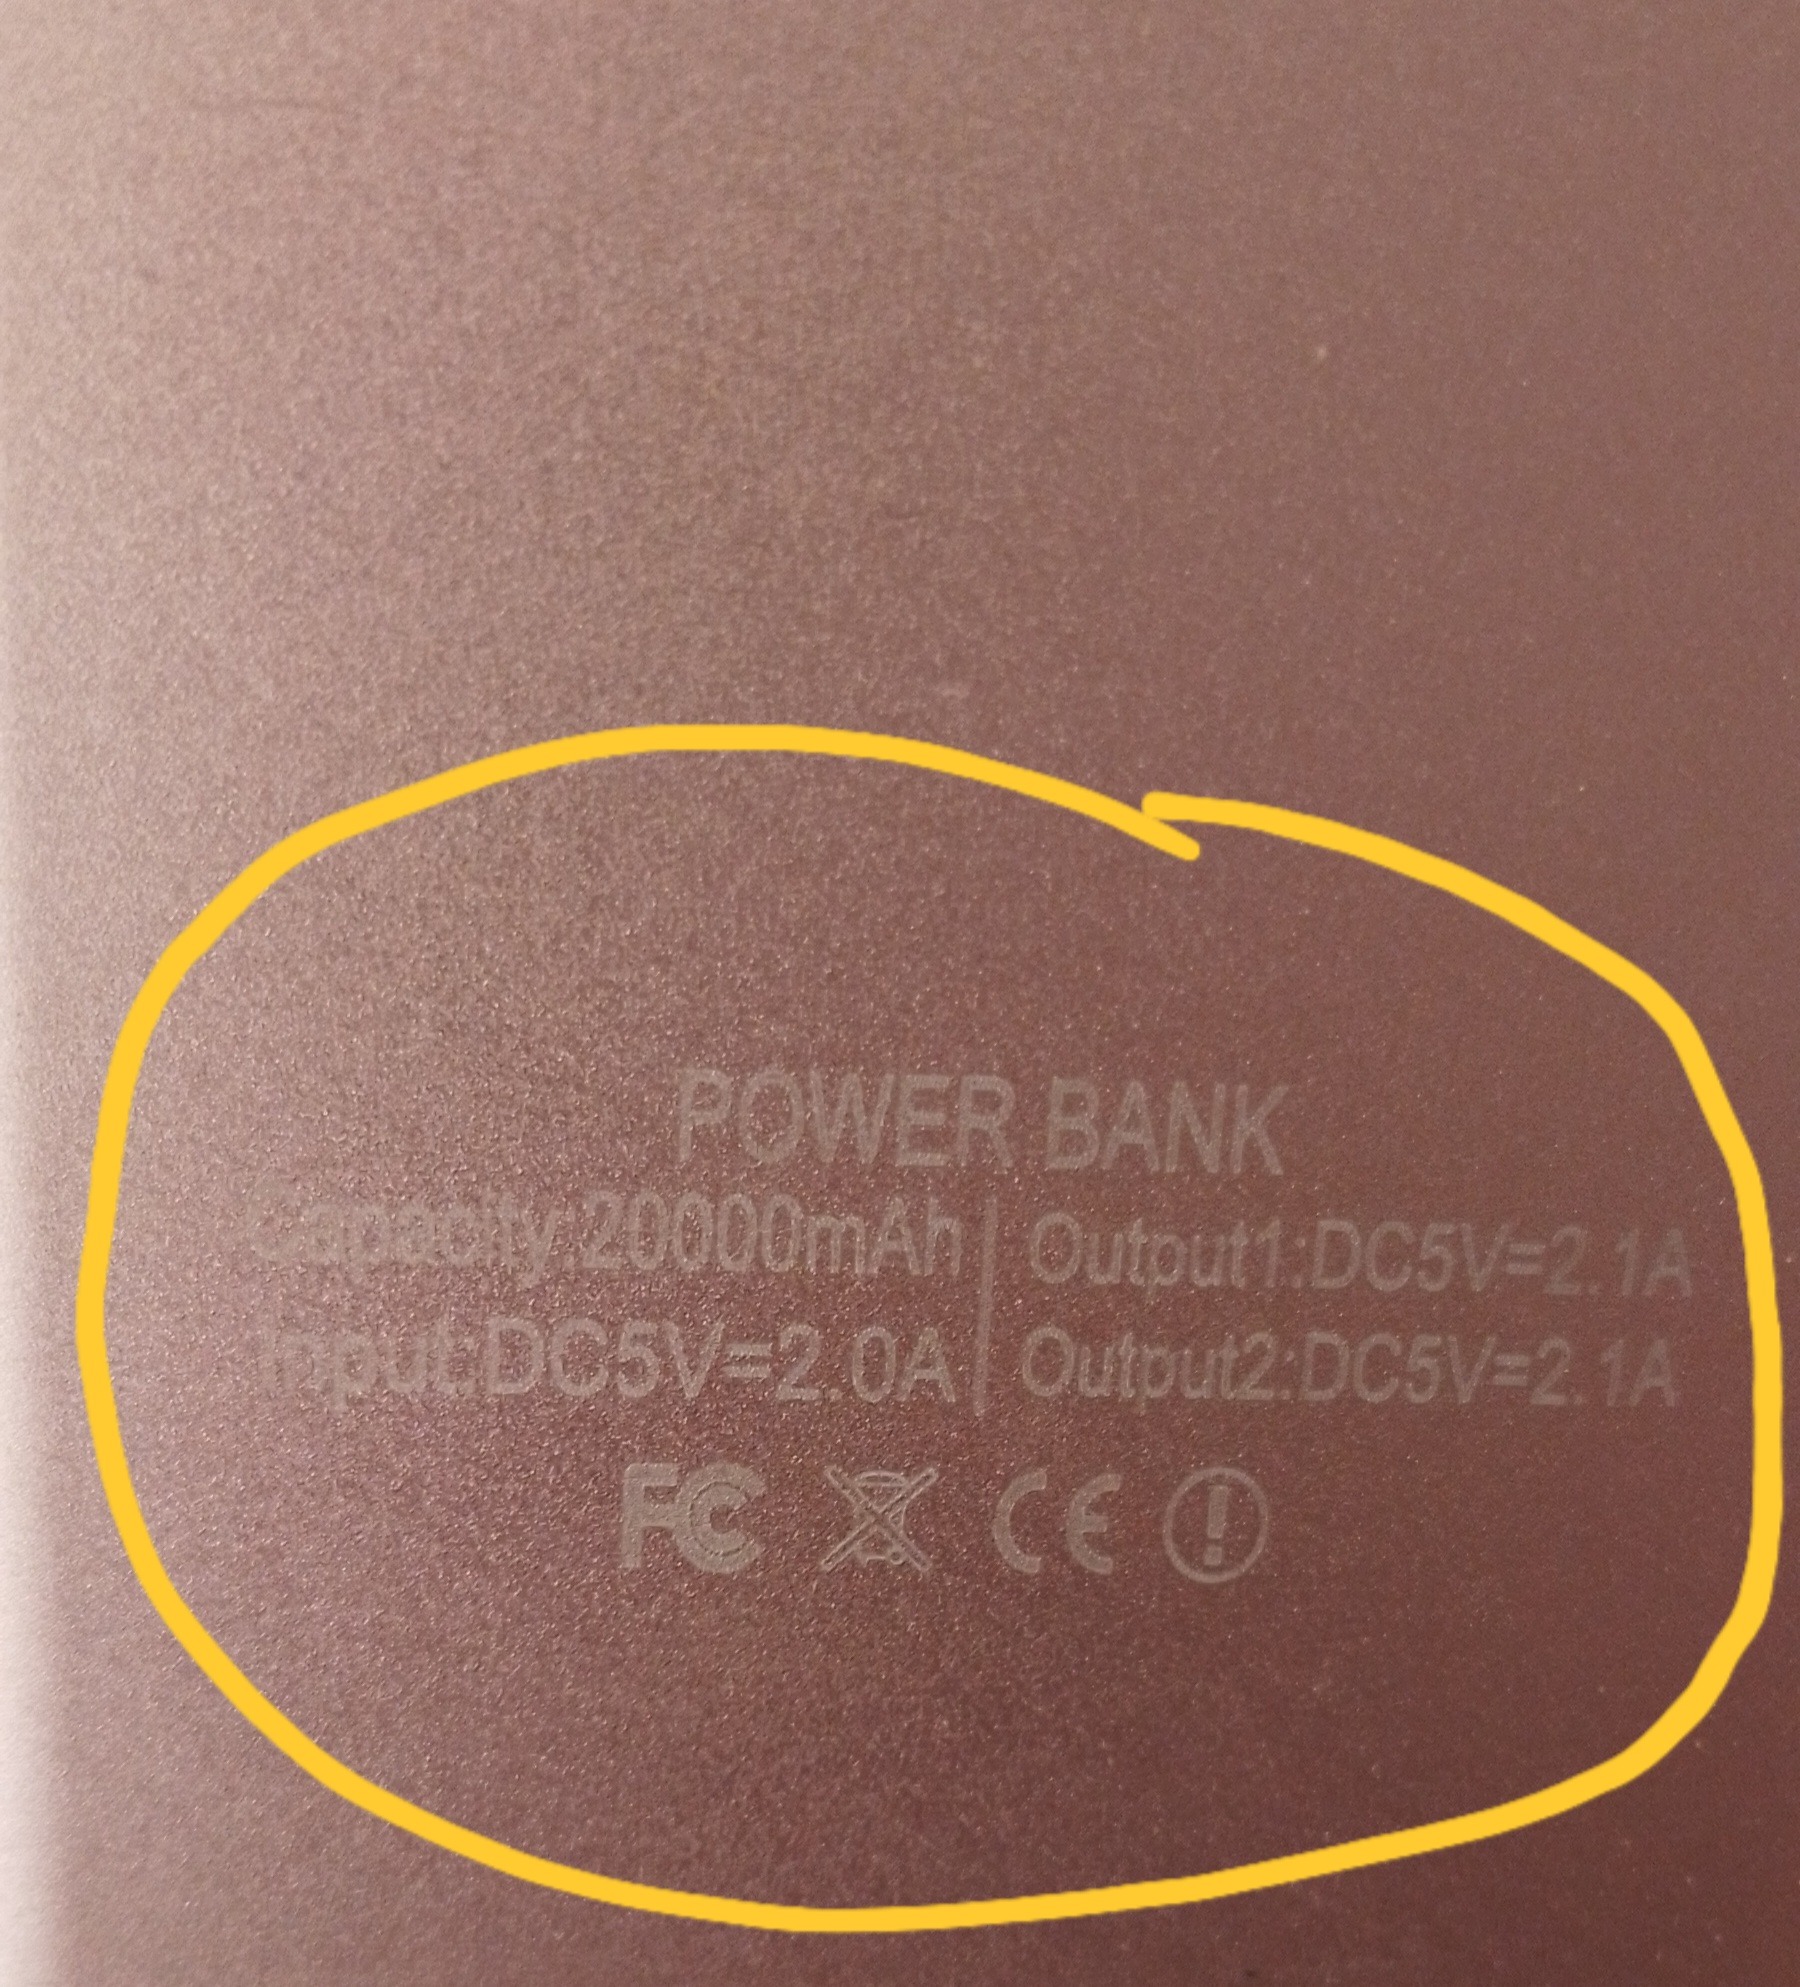 POWER BANK
Capacity:20000mAh
Input:DC5V=2.0A
Output1:DC5V=2.1A
Output2:DC5V=2.1A
FC CE